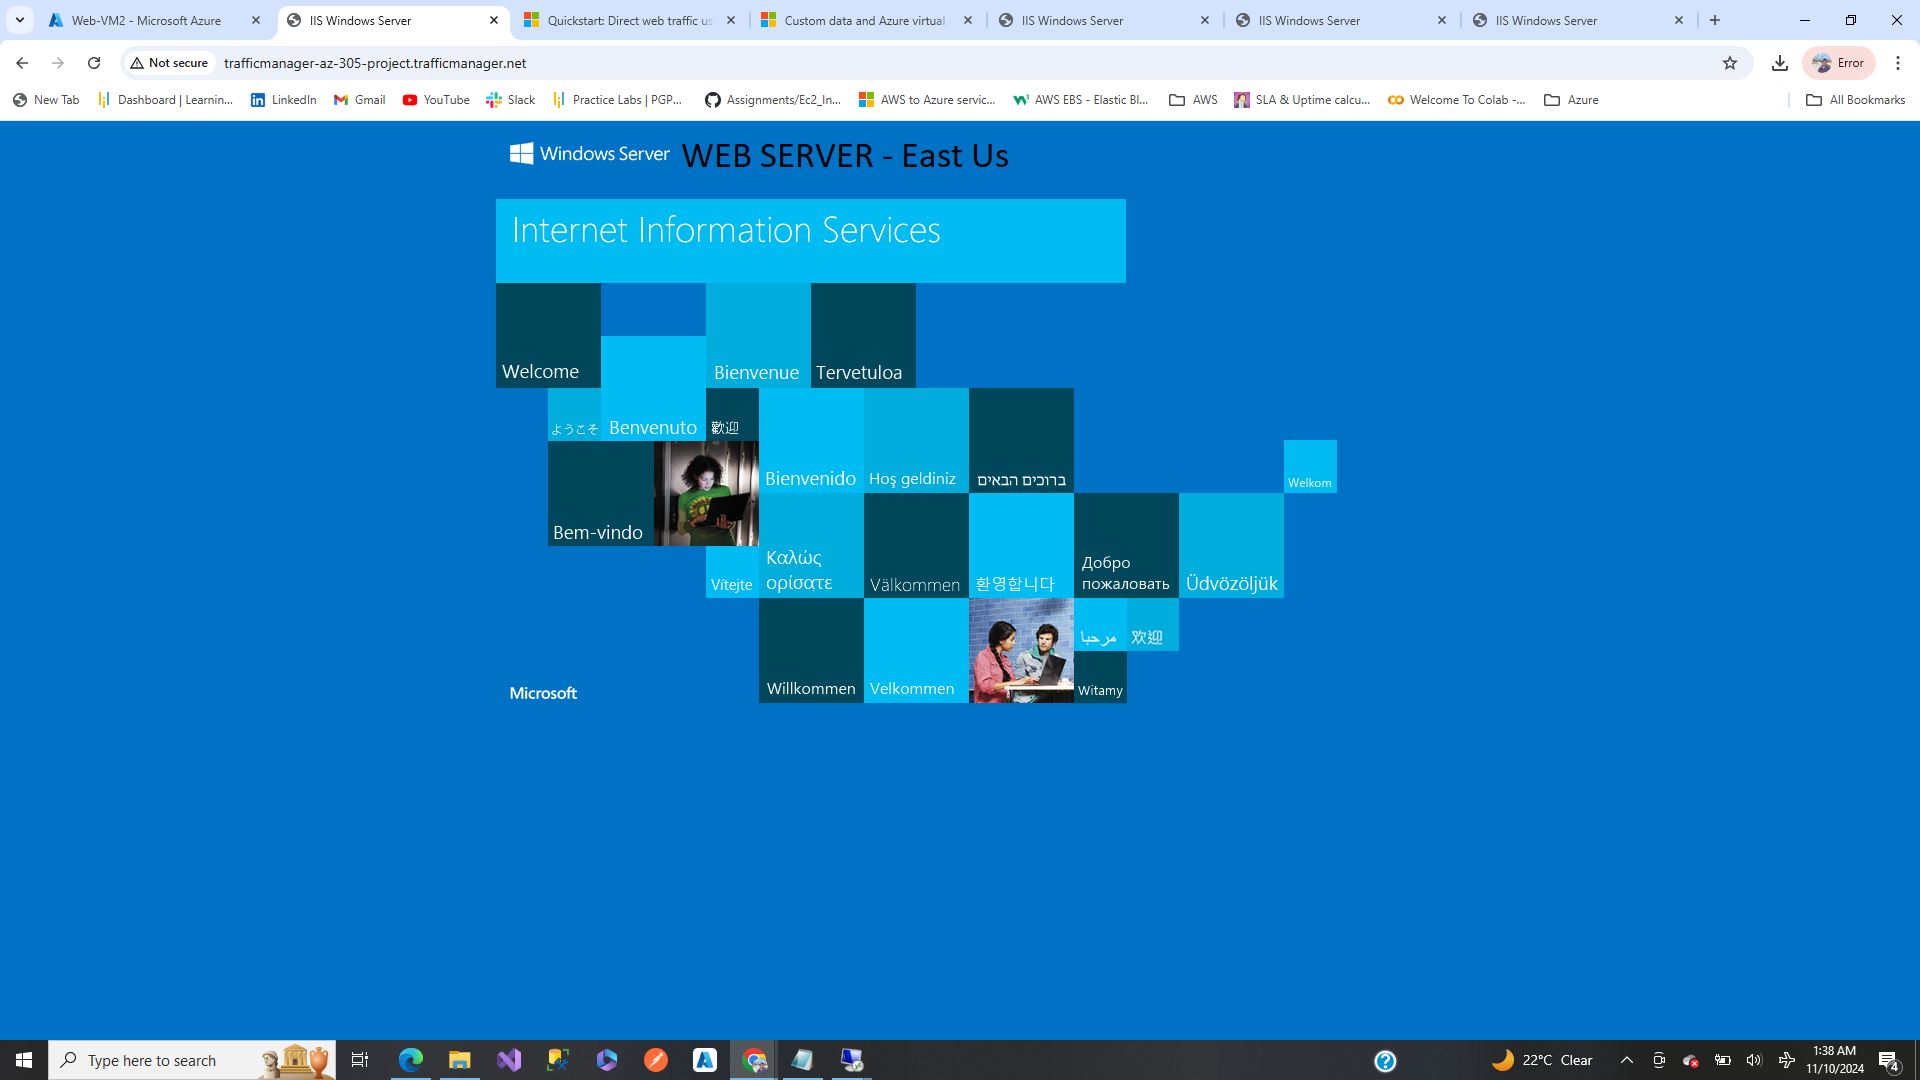 Web-VM2 - Microsoft Azure
IIS Windows Server
Quickstart: Direct web traffic us
Custom data and Azure virtual
IIS Windows Server
IIS Windows Server
IIS Windows Server
Not secure
trafficmanager-az-305-project.trafficmanager.net
Error
New Tab
Dashboard | Learnin...
LinkedIn
Gmail
YouTube
Slack
Practice Labs | PGP...
Assignments/Ec2_In...
AWS to Azure servic...
AWS EBS - Elastic Bl...
AWS
SLA & Uptime calcu...
Welcome To Colab -...
Azure
All Bookmarks
Windows Server
WEB SERVER - East Us
Internet Information Services
Welcome
Bienvenue
Tervetuloa
ようこそ
Benvenuto
歡迎
Bienvenido
Hoş geldiniz
ברוכים הבאים
Welkom
Bem-vindo
Vítejte
Καλώς
ορίσατε
Välkommen
환영합니다
Добро
пожаловать
Üdvözöljük
Microsoft
Willkommen
Velkommen
مرحبا
欢迎
Witamy
Type here to search
22°C Clear
1:38 AM
11/10/2024
4